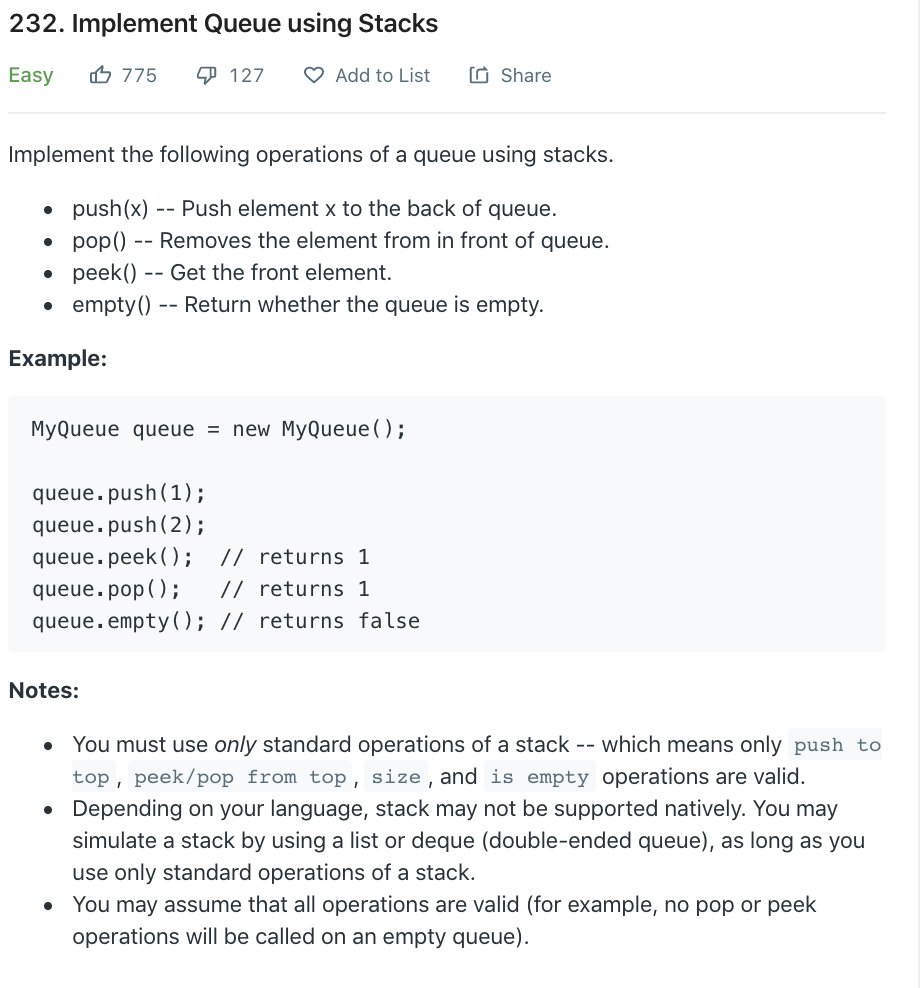 232. Implement Queue using Stacks
Easy 775 127 Add to List Share
Implement the following operations of a queue using stacks.
• push(x) -- Push element x to the back of queue.
• pop() -- Removes the element from in front of queue.
• peek() -- Get the front element.
• empty() -- Return whether the queue is empty.
Example:
MyQueue queue = new MyQueue();
queue.push(1);
queue.push(2);
queue.peek();  // returns 1
queue.pop();   // returns 1
queue.empty(); // returns false
Notes:
• You must use only standard operations of a stack -- which means only push to
top , peek/pop from top , size , and is empty operations are valid.
• Depending on your language, stack may not be supported natively. You may
simulate a stack by using a list or deque (double-ended queue), as long as you
use only standard operations of a stack.
• You may assume that all operations are valid (for example, no pop or peek
operations will be called on an empty queue).